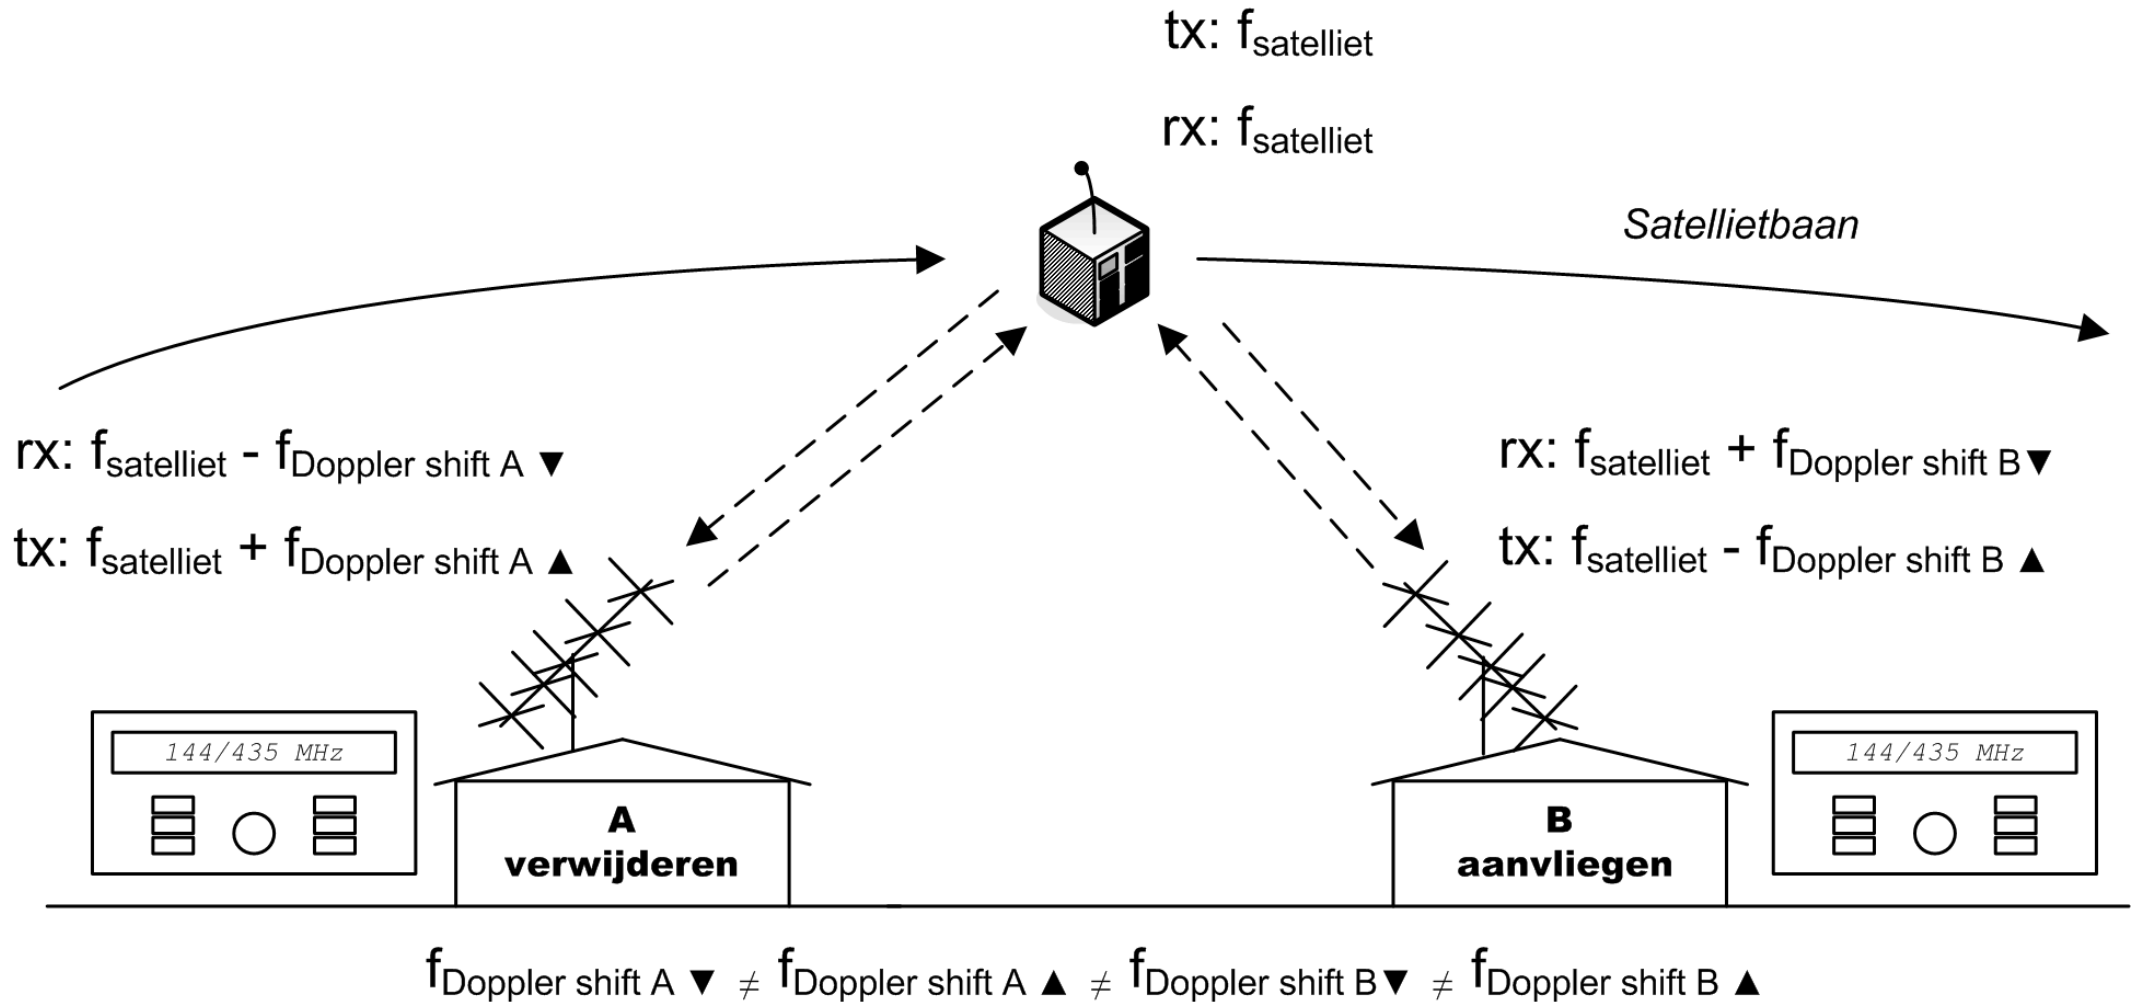 tx: fsatelliet
rx: fsatelliet
Satellietbaan
rx: fsatelliet - fDoppler shift A ▼
tx: fsatelliet + fDoppler shift A ▲
rx: fsatelliet + fDoppler shift B▼
tx: fsatelliet - fDoppler shift B ▲
144/435 MHz
A
verwijderen
B
aanvliegen
144/435 MHz
fDoppler shift A ▼ ≠ fDoppler shift A ▲ ≠ fDoppler shift B▼ ≠ fDoppler shift B ▲